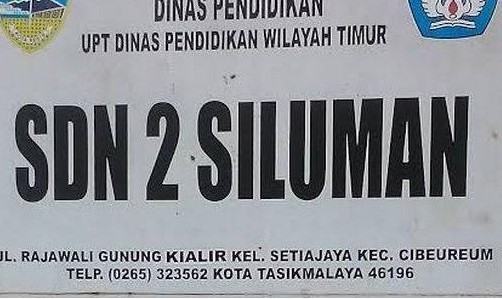 DINAS PENDIDIKAN
UPT DINAS PENDIDIKAN WILAYAH TIMUR
SDN 2 SILUMAN
JL. RAJAWALI GUNUNG KIALIR KEL. SETIAJAYA KEC. CIBEUREUM
TELP. (0265) 323562 KOTA TASIKMALAYA 46196